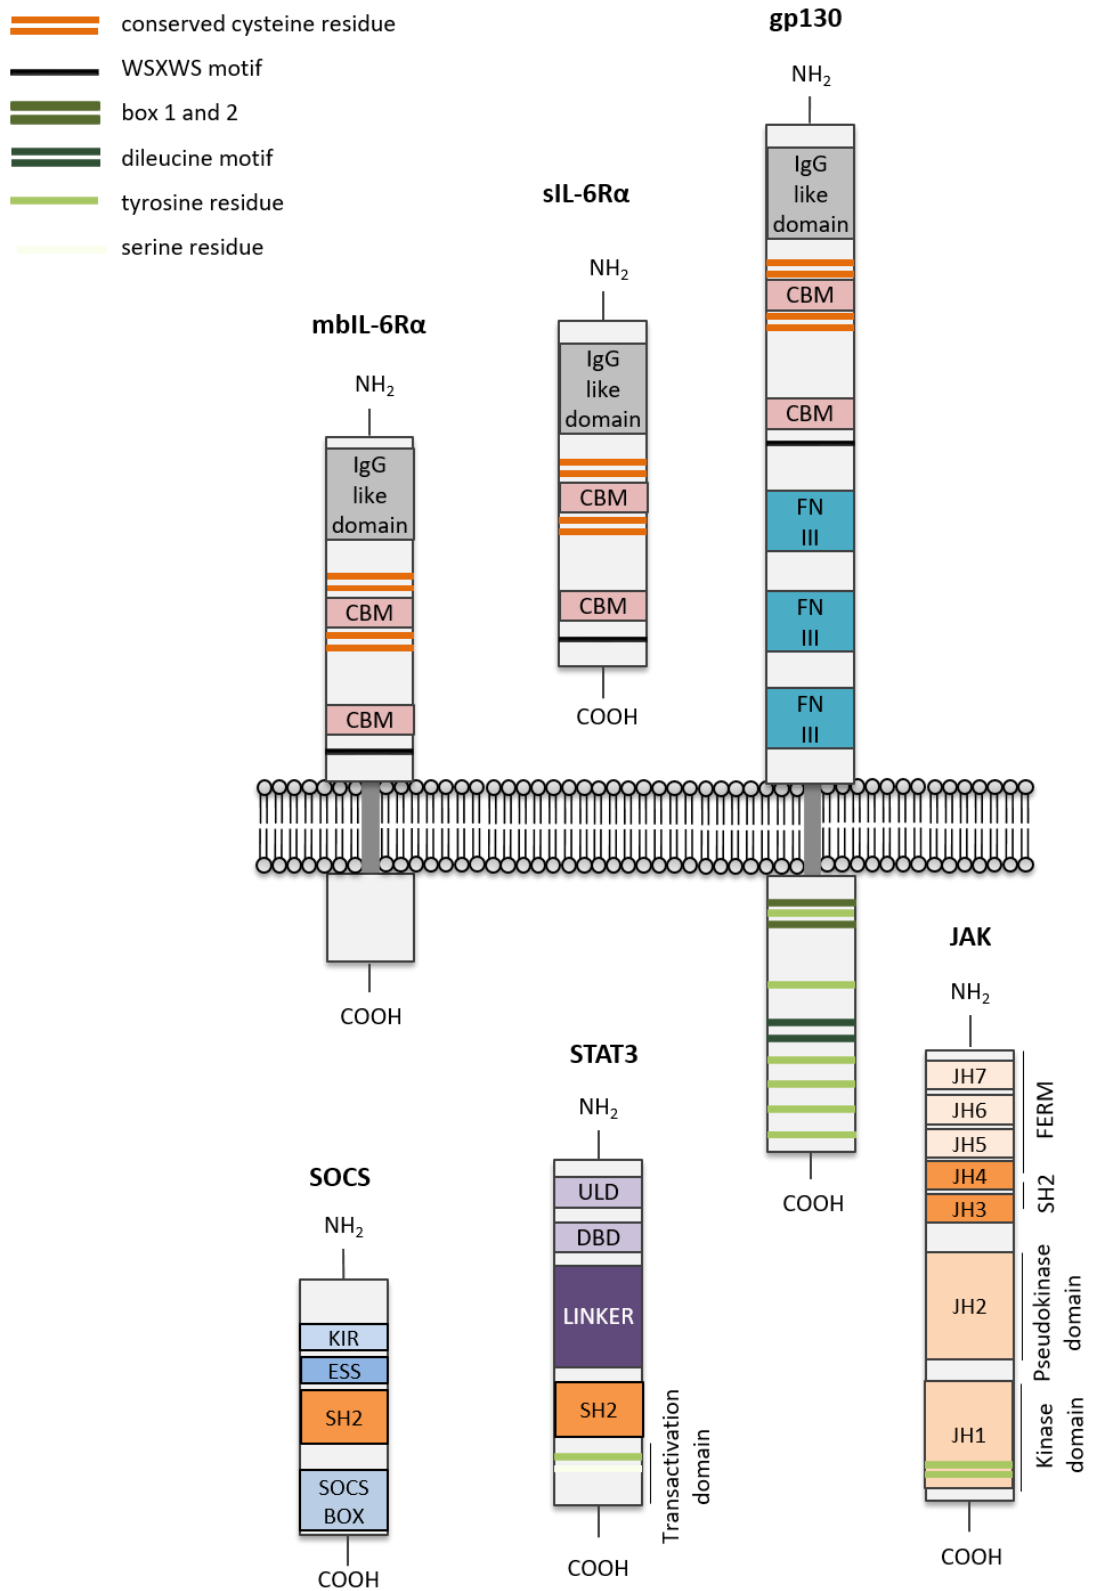 conserved cysteine residue
WSXWS motif
box 1 and 2
dileucine motif
tyrosine residue
serine residue
gp130
NH2
IgG
like
domain
CBM
CBM
FN
III
FN
III
FN
III
COOH
sIL-6Rα
NH2
IgG
like
domain
CBM
CBM
COOH
mbIL-6Rα
NH2
IgG
like
domain
CBM
CBM
COOH
JAK
NH2
JH7
JH6
JH5
JH4
JH3
JH2
JH1
FERM
SH2
Pseudokinase
domain
Kinase
domain
COOH
STAT3
NH2
ULD
DBD
LINKER
SH2
Transactivation
domain
COOH
SOCS
NH2
KIR
ESS
SH2
SOCS
BOX
COOH